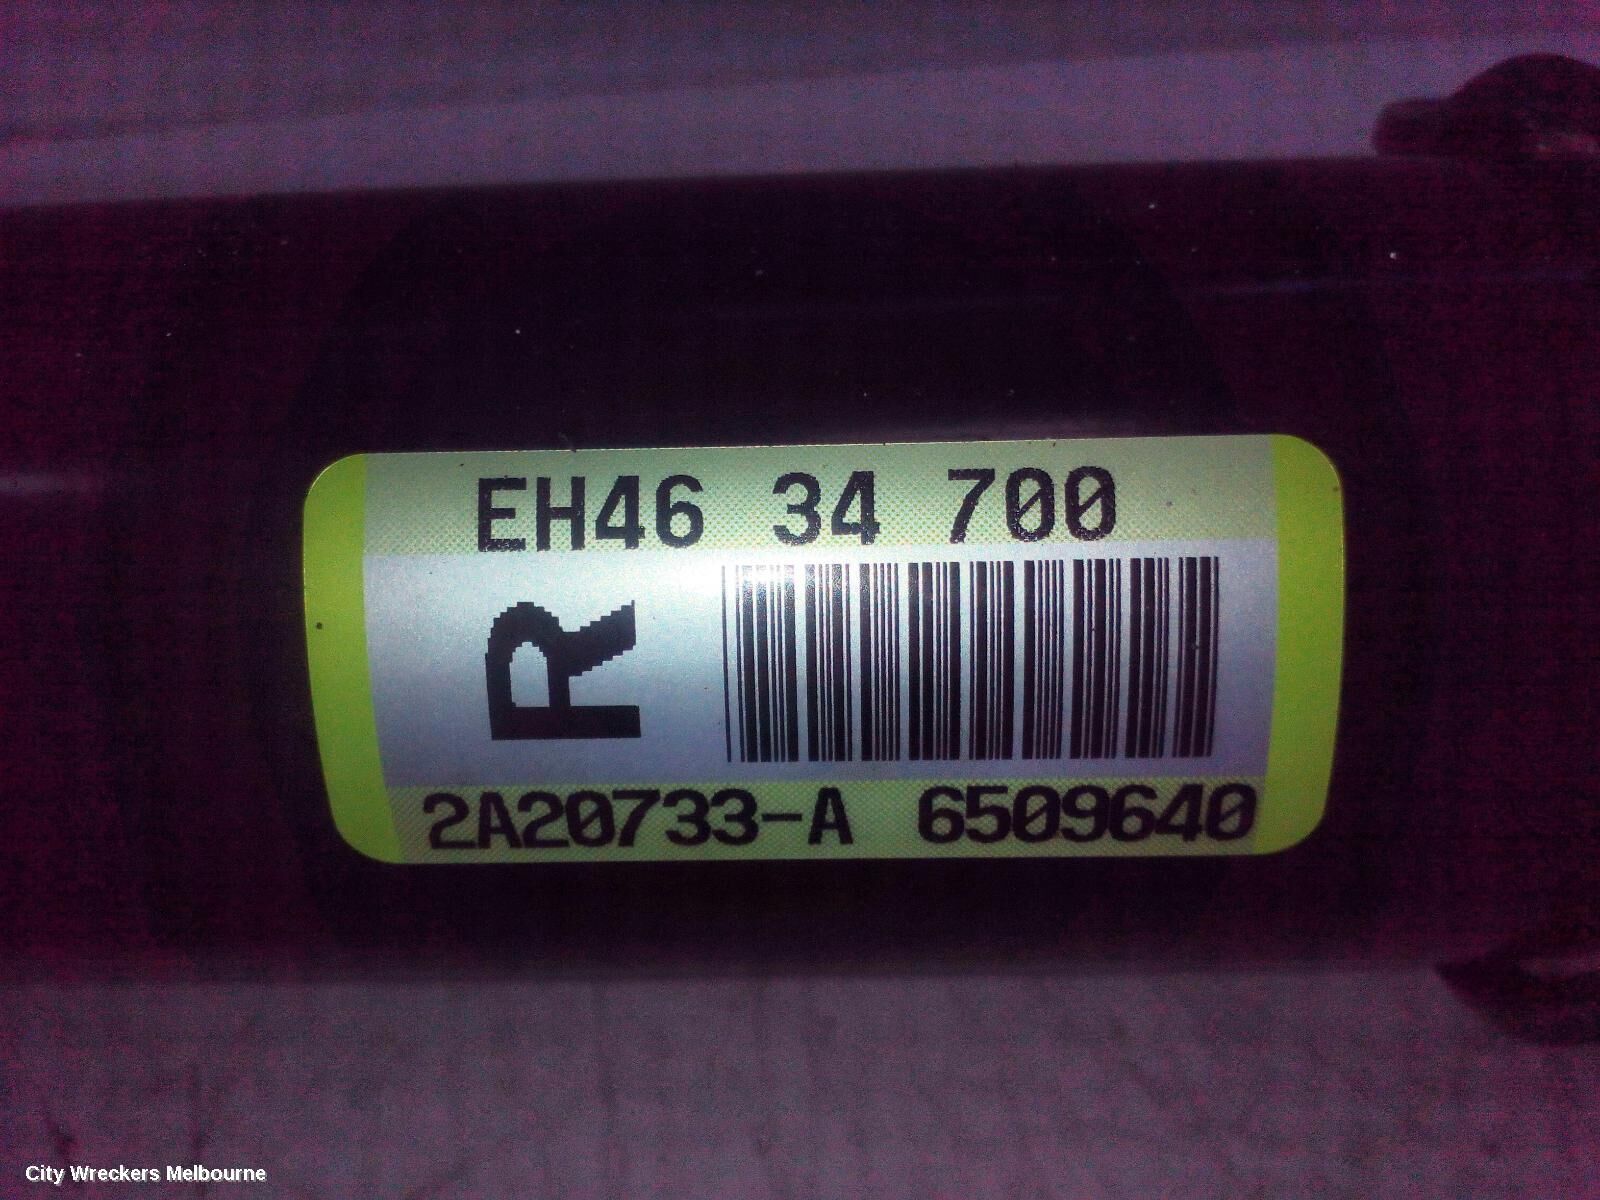 EH46 34 700
R
2A20733-A 6509640
City Wreckers Melbourne